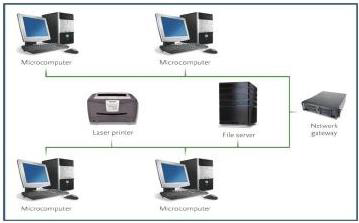 Microcomputer
Microcomputer
Laser printer
File server
Network
gateway
Microcomputer
Microcomputer